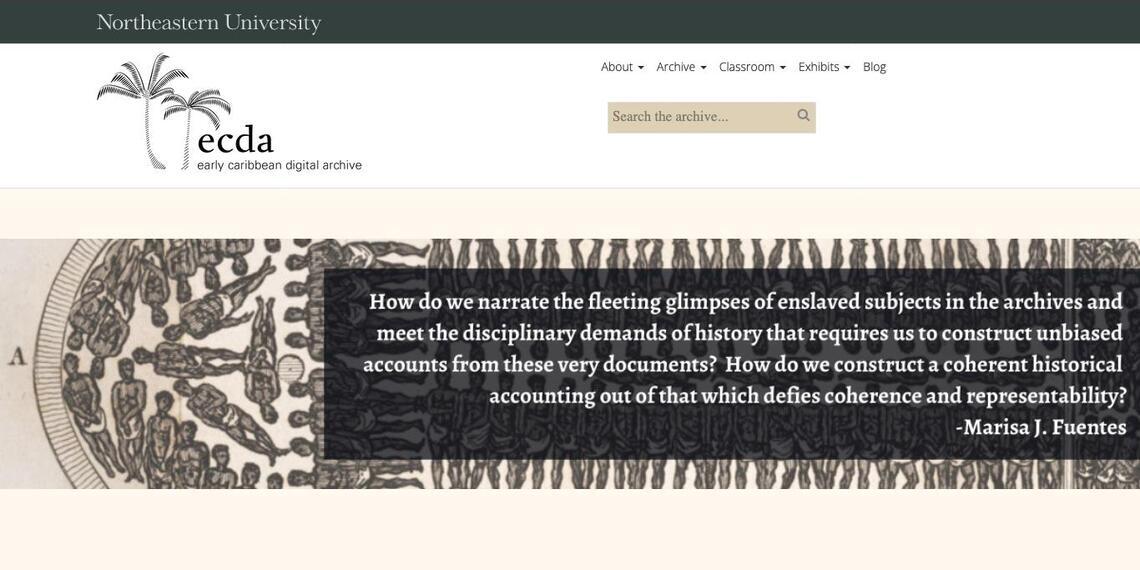 Northeastern University
About Archive Classroom Exhibits Blog
Search the archive...
ecda
early caribbean digital archive
A
How do we narrate the fleeting glimpses of enslaved subjects in the archives and
meet the disciplinary demands of history that requires us to construct unbiased
accounts from these very documents? How do we construct a coherent historical
accounting out of that which defies coherence and representability?
-Marisa J. Fuentes